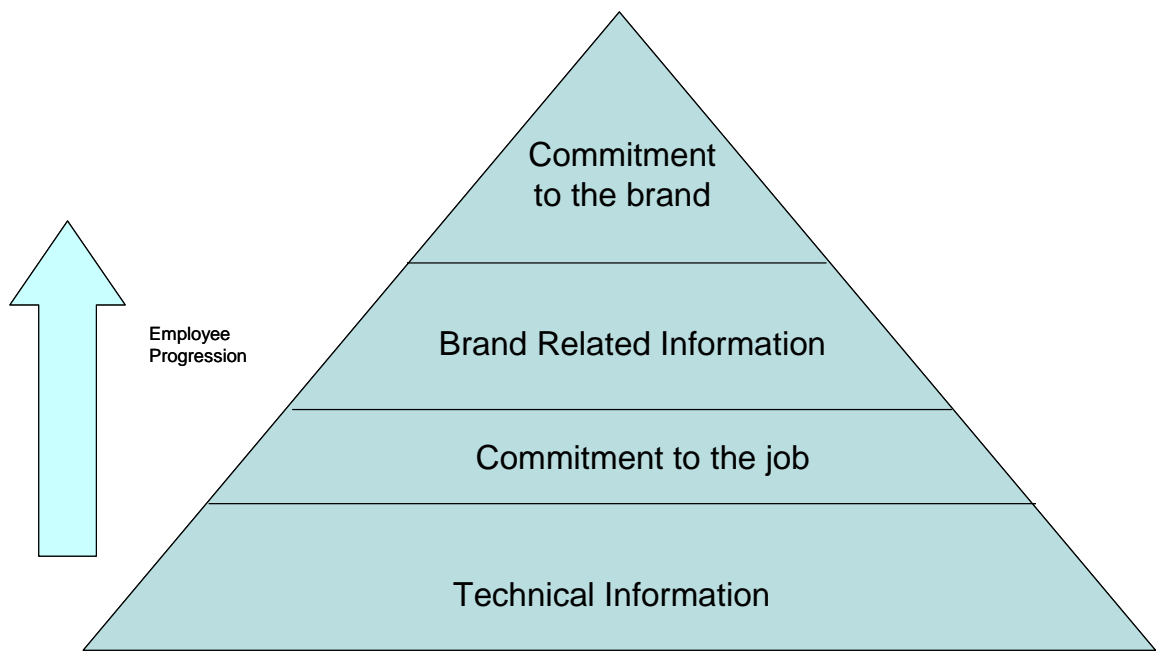 Commitment
to the brand
Employee
Progression
Brand Related Information
Commitment to the job
Technical Information